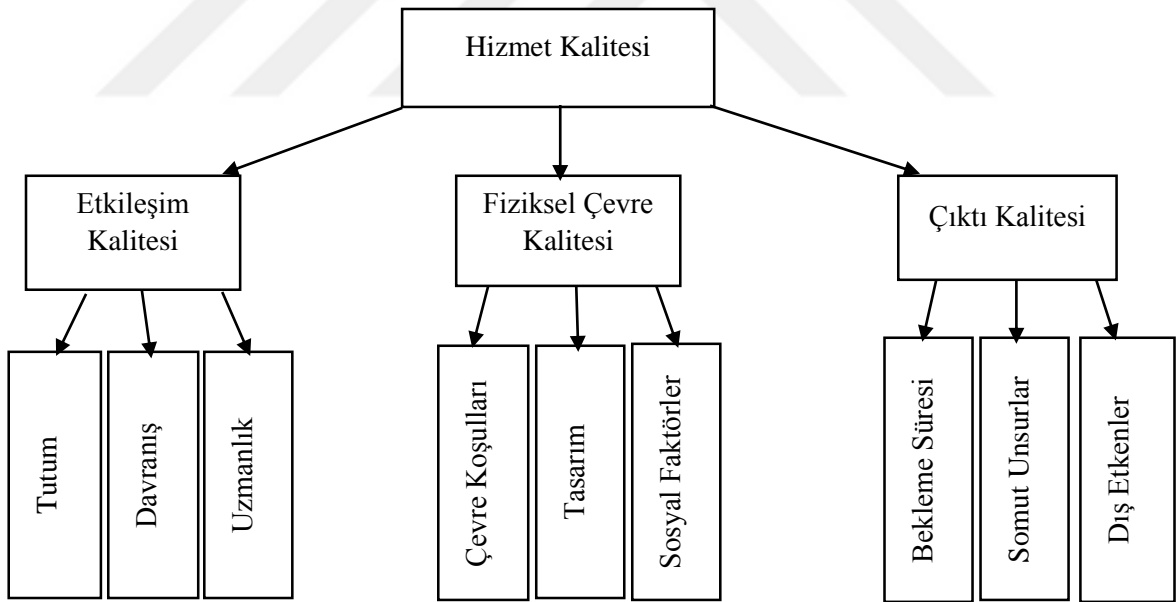 Hizmet Kalitesi
Etkileşim
Kalitesi
Fiziksel Çevre
Kalitesi
Çıktı Kalitesi
Tutum
Davranış
Uzmanlık
Çevre Koşulları
Tasarım
Sosyal Faktörler
Bekleme Süresi
Somut Unsurlar
Dış Etkenler